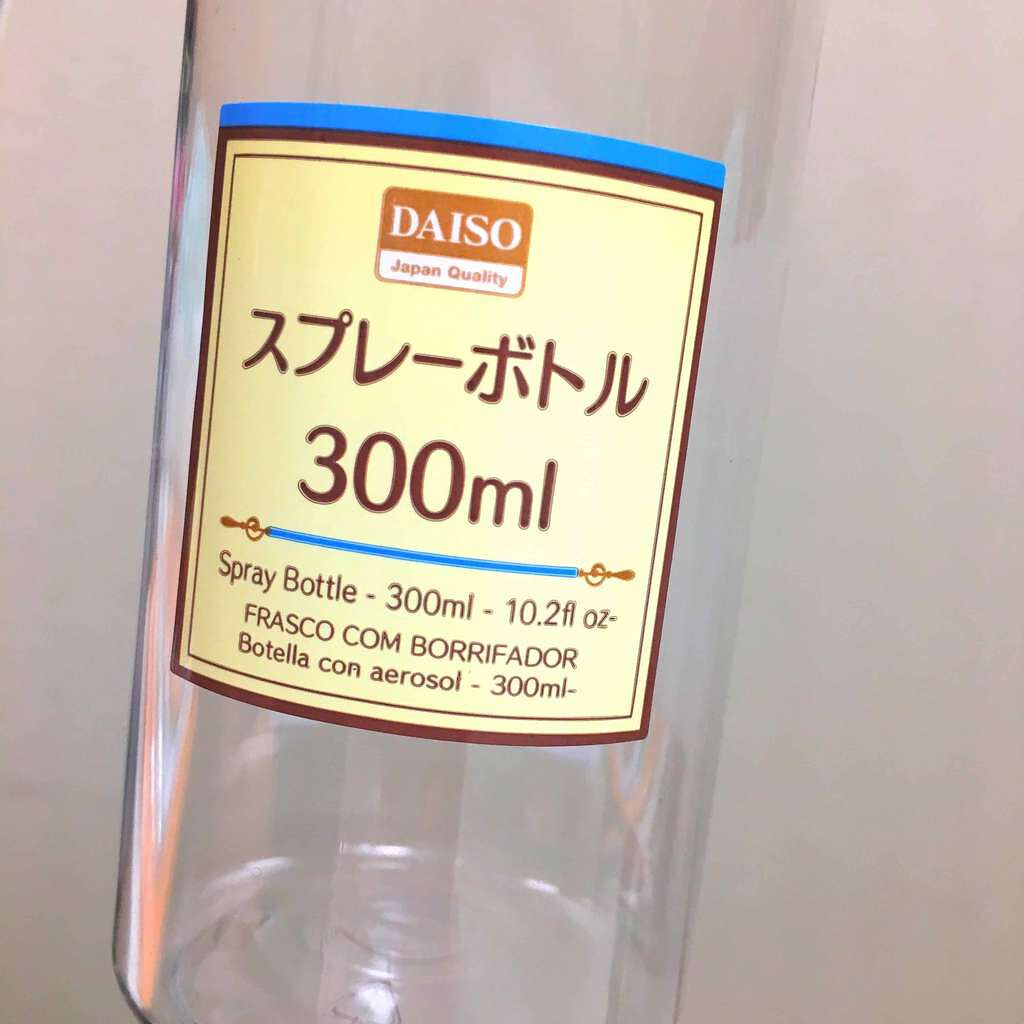 DAISO
Japan Quality
スプレーボトル
300ml
Spray Bottle - 300ml - 10.2fl oz-
FRASCO COM BORRIFADOR
Botella con aerosol - 300ml-